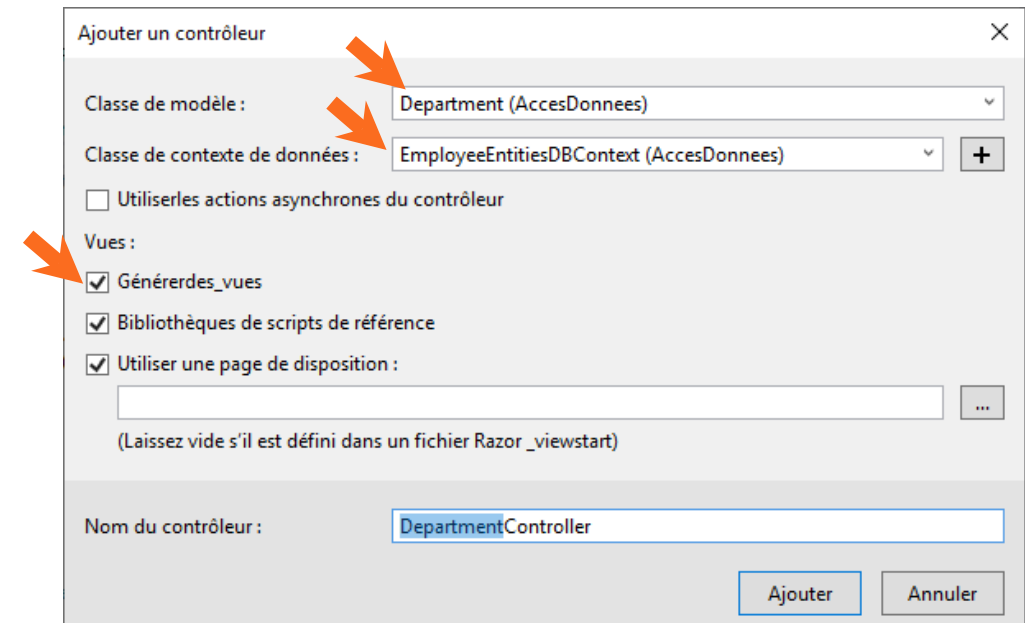 Ajouter un contrôleur
Classe de modèle :
Department (AccesDonnees)
Classe de contexte de données :
EmployeeEntitiesDBContext (AccesDonnees)
+
Utiliserles actions asynchrones du contrôleur
Vues :
Générerdes_vues
Bibliothèques de scripts de référence
Utiliser une page de disposition :
...
(Laissez vide s'il est défini dans un fichier Razor _viewstart)
Nom du contrôleur :
DepartmentController
Ajouter
Annuler